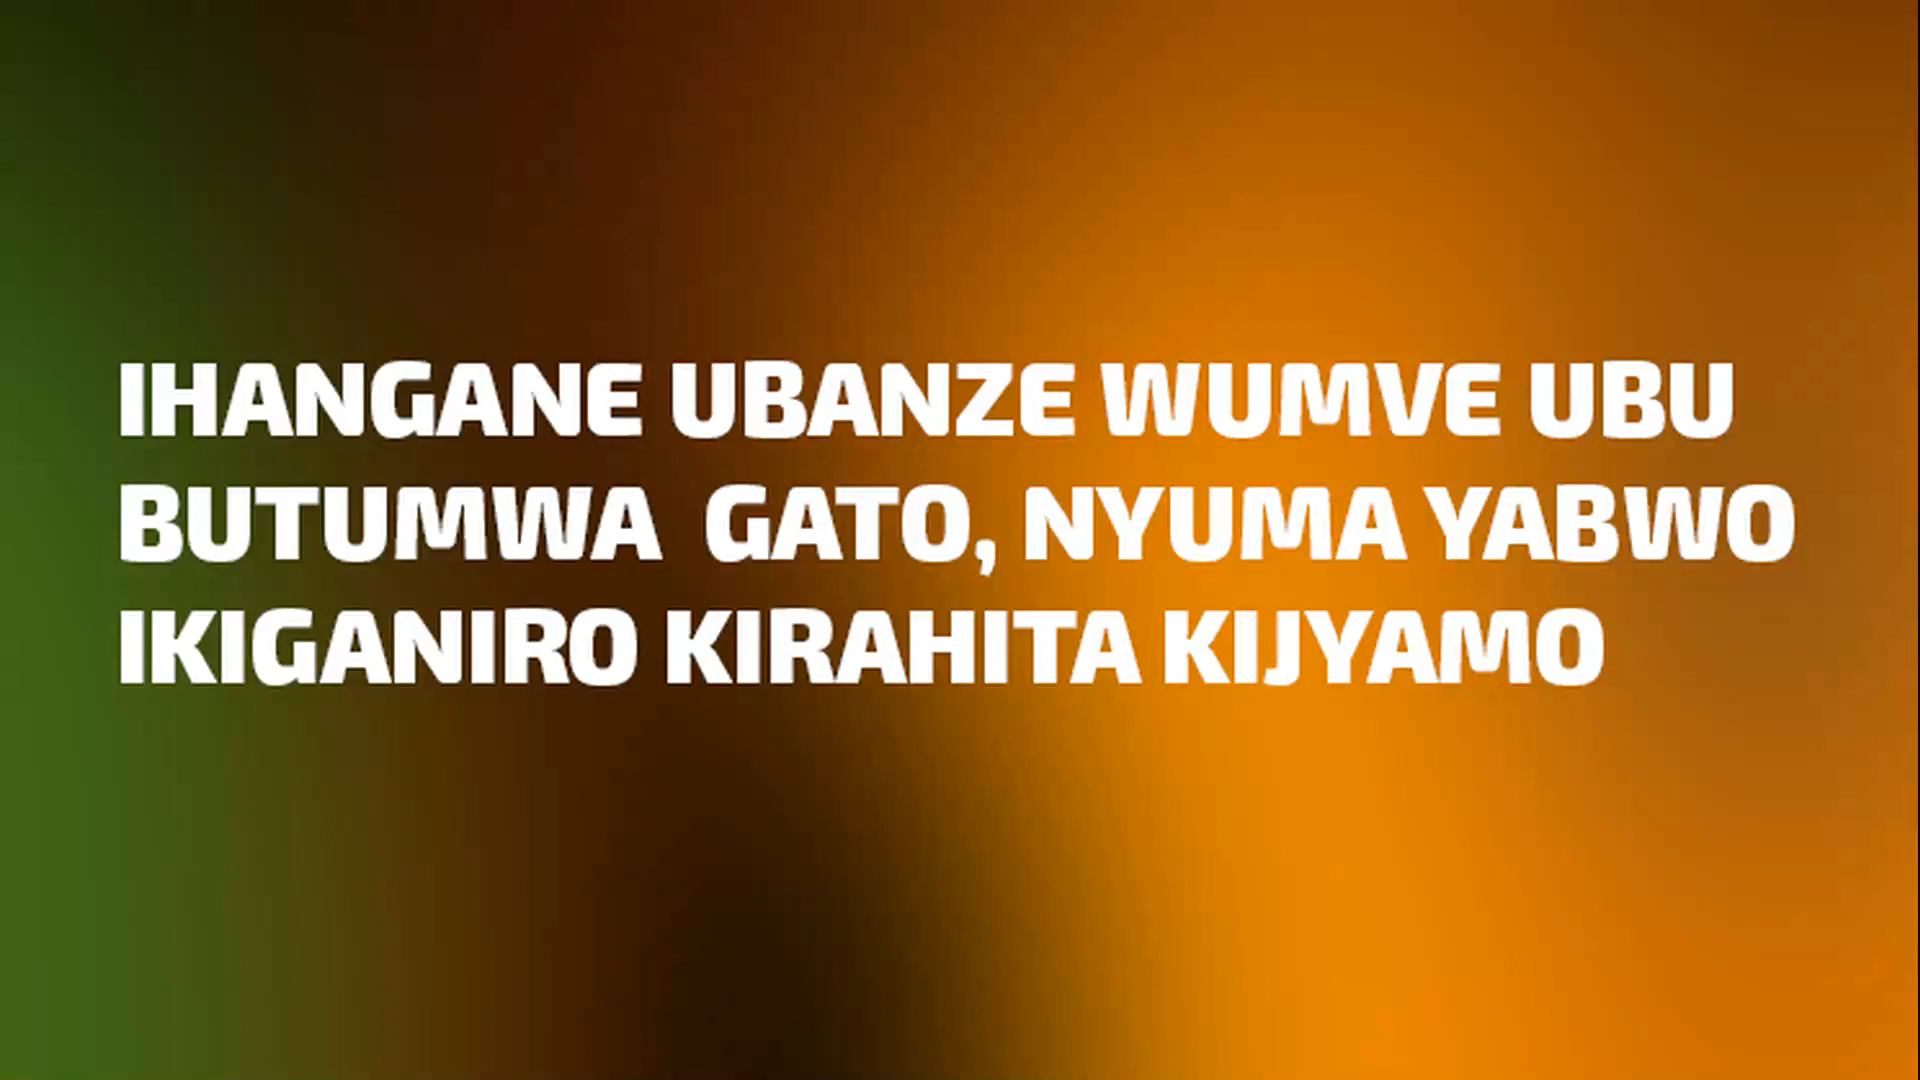 IHANGANE UBANZE WUMVE UBU
BUTUMWA  GATO, NYUMA YABWO
IKIGANIRO KIRAHITA KIJYAMO